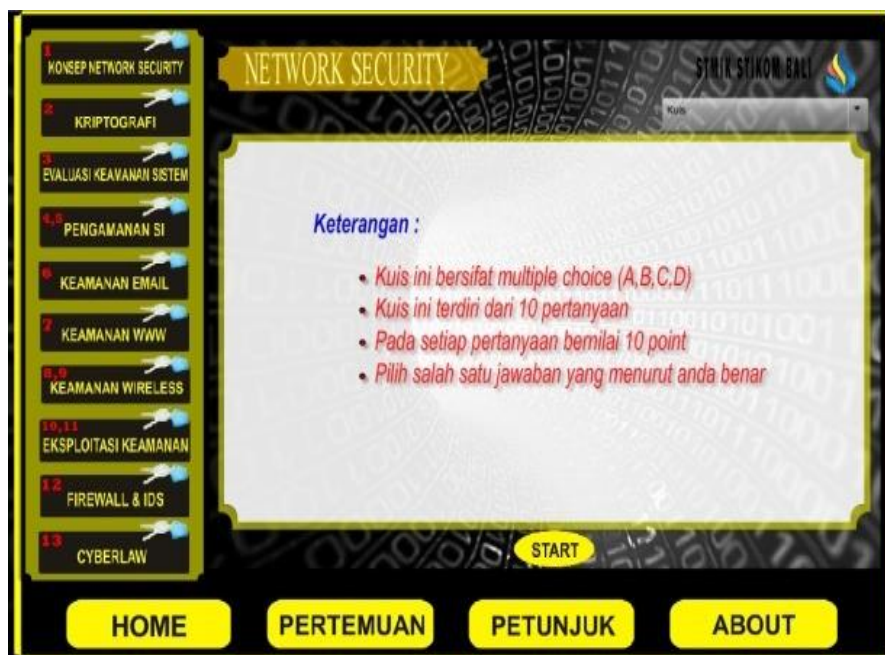 1
KONSEP NETWORK SECURITY
2
KRIPTOGRAFI
3
EVALUASI KEAMANAN SISTEM
4,5
PENGAMANAN SI
6
KEAMANAN EMAIL
7
KEAMANAN WWW
8,9
KEAMANAN WIRELESS
10,11
EKSPLOITASI KEAMANAN
12
FIREWALL & IDS
13
CYBERLAW
NETWORK SECURITY
STMIK STIKOM BALI
Kuis
Keterangan :
• Kuis ini bersifat multiple choice (A,B,C,D)
• Kuis ini terdiri dari 10 pertanyaan
• Pada setiap pertanyaan bernilai 10 point
• Pilih salah satu jawaban yang menurut anda benar
START
HOME
PERTEMUAN
PETUNJUK
ABOUT